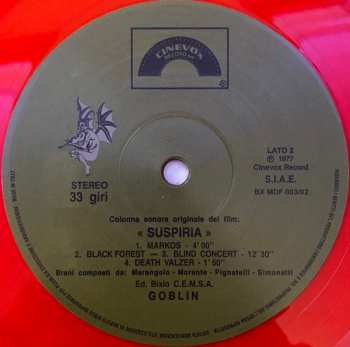 CINEVOX
RECORD
STEREO
33 giri
LATO 2
℗ 1977
Cinevox Record
S.I.A.E.
BX MDF 003/02
Colonna sonora originale del film:
« SUSPIRIA »
1. MARKOS - 4'00"
2. BLACK FOREST — 3. BLIND CONCERT - 12'30"
4. DEATH VALZER - 1'50"
Brani composti da: Marangolo - Morante - Pignatelli - Simonetti
Ed. Bixio C.E.M.S.A.
GOBLIN